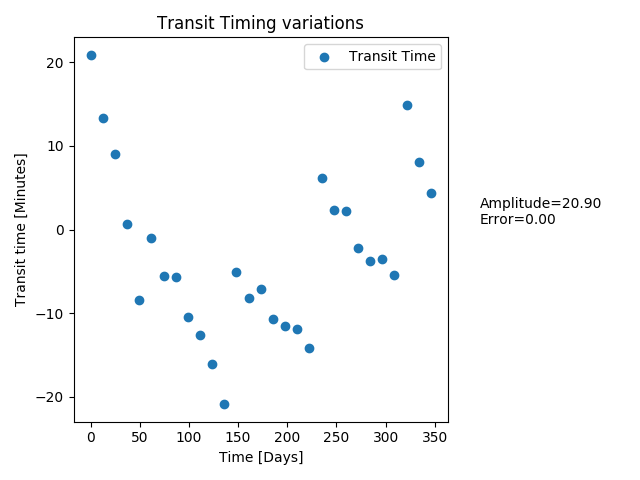 Transit Timing variations
Transit Time
20
10
0
−10
−20
Transit time [Minutes]
0 50 100 150 200 250 300 350
Time [Days]
Amplitude=20.90
Error=0.00